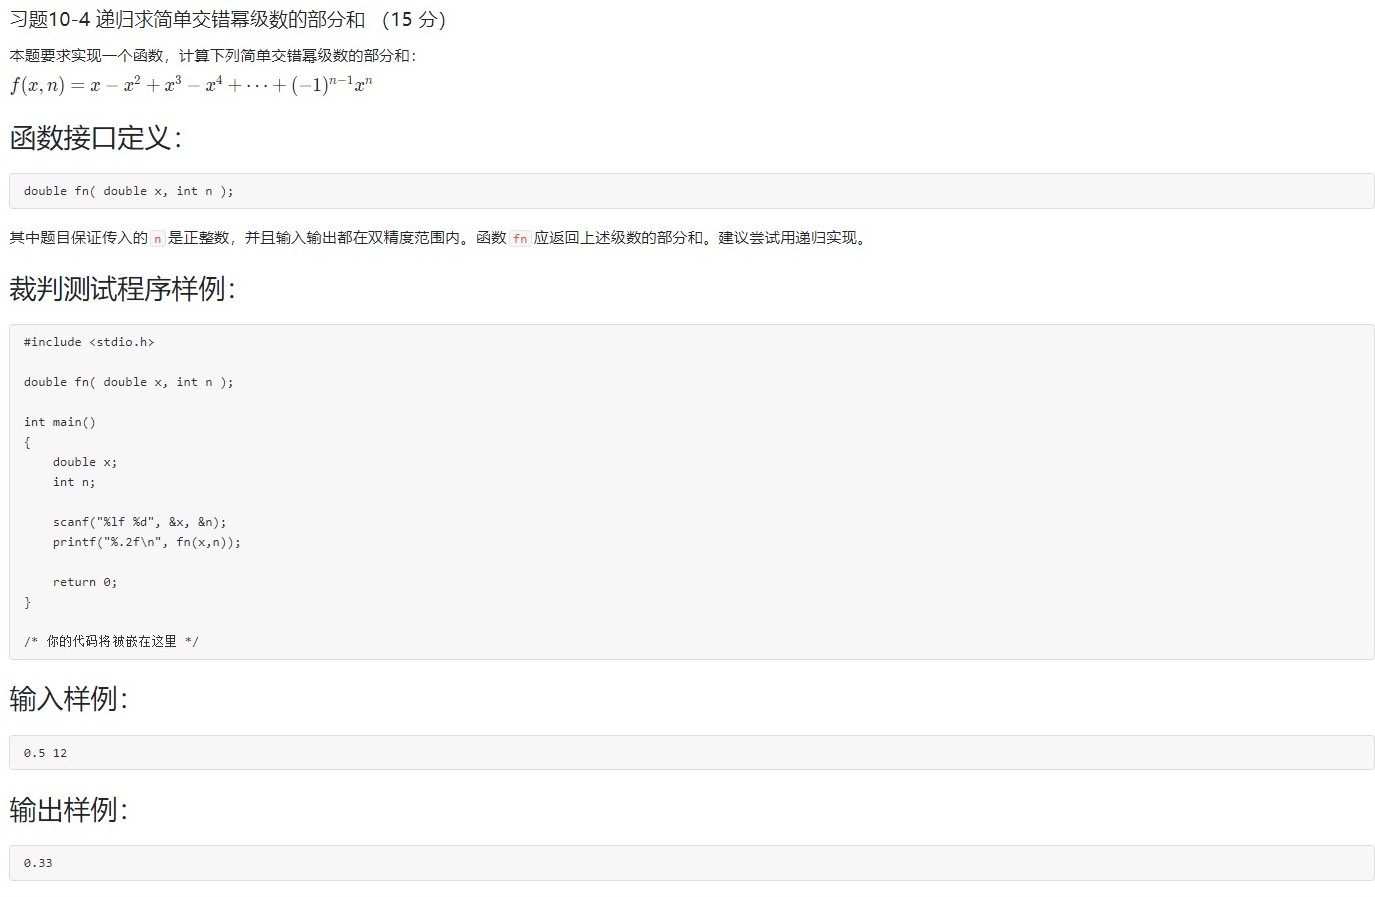 习题10-4 递归求简单交错幂级数的部分和 （15 分）
本题要求实现一个函数，计算下列简单交错幂级数的部分和：
f(x, n) = x − x² + x³ − x⁴ + ⋯ + (−1)ⁿ⁻¹xⁿ
函数接口定义：
double fn( double x, int n );
其中题目保证传入的 n 是正整数，并且输入输出都在双精度范围内。函数 fn 应返回上述级数的部分和。建议尝试用递归实现。
裁判测试程序样例：
#include <stdio.h>
double fn( double x, int n );
int main()
{
    double x;
    int n;
    scanf("%lf %d", &x, &n);
    printf("%.2f\n", fn(x,n));
    return 0;
}
/* 你的代码将被嵌在这里 */
输入样例：
0.5 12
输出样例：
0.33